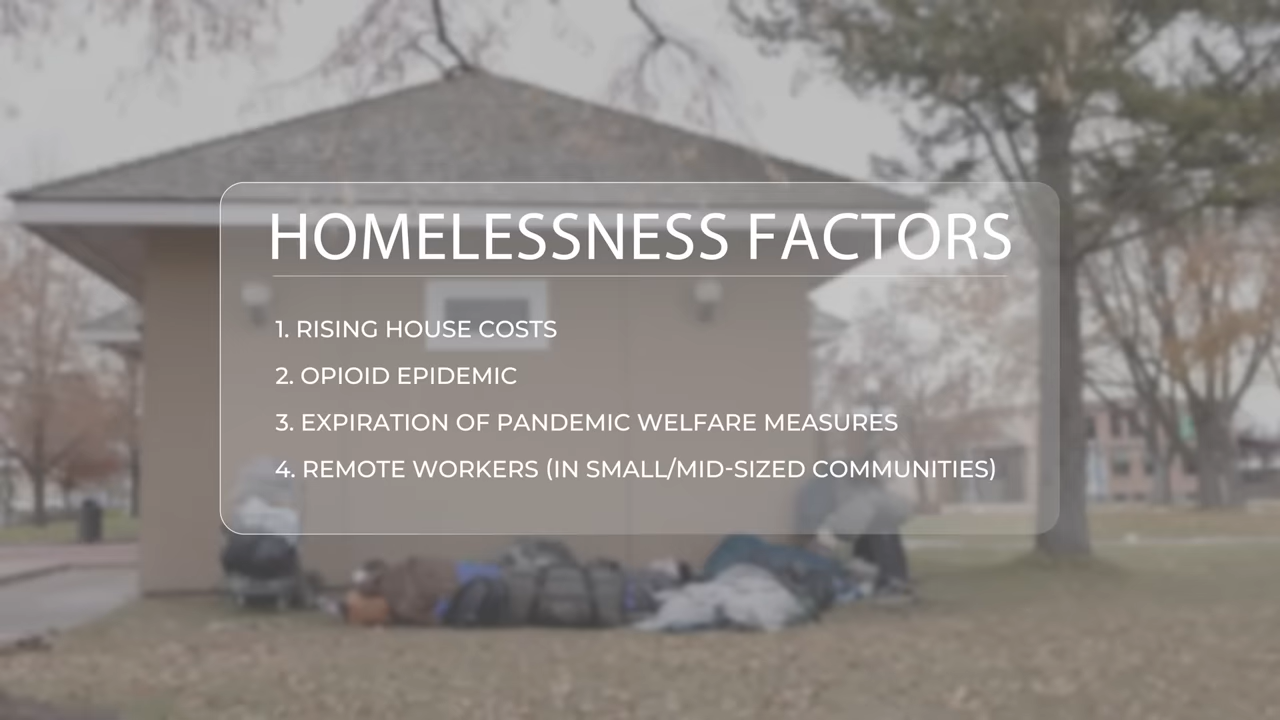 HOMELESSNESS FACTORS
1. RISING HOUSE COSTS
2. OPIOID EPIDEMIC
3. EXPIRATION OF PANDEMIC WELFARE MEASURES
4. REMOTE WORKERS (IN SMALL/MID-SIZED COMMUNITIES)